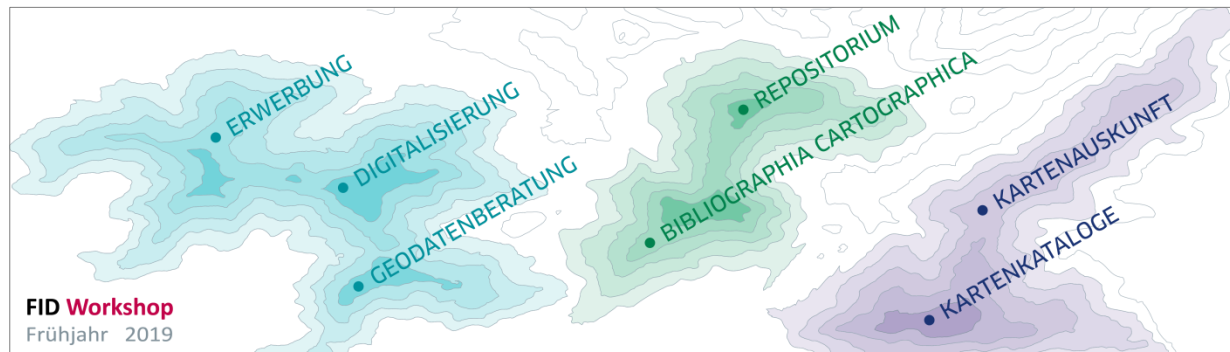 ERWERBUNG
DIGITALISIERUNG
GEODATENBERATUNG
REPOSITORIUM
BIBLIOGRAPHIA CARTOGRAPHICA
KARTENAUSKUNFT
KARTENKATALOGE
FID Workshop
Frühjahr 2019